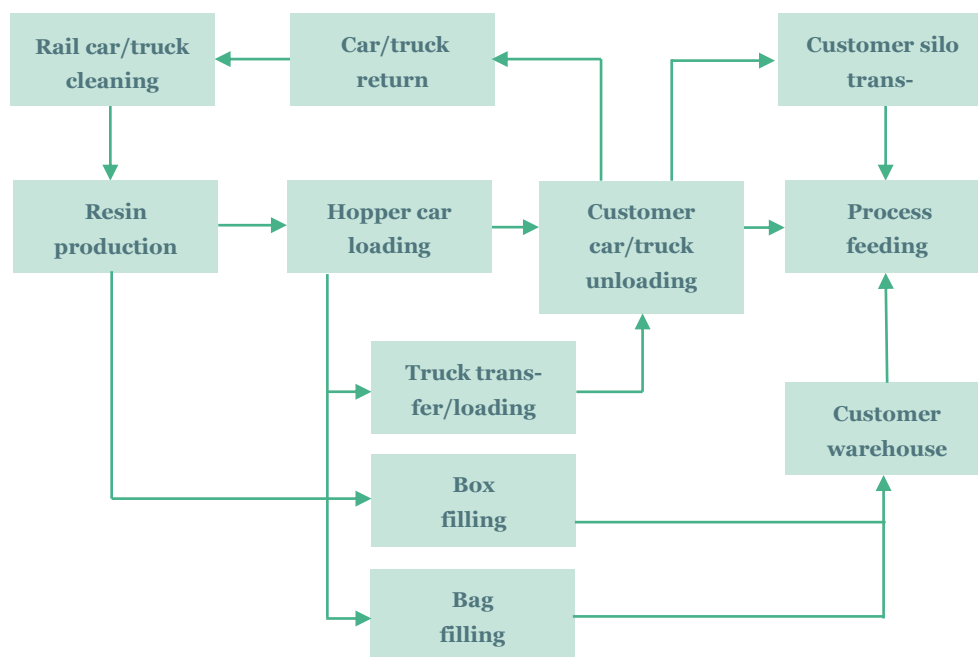 Rail car/truck
cleaning
Car/truck
return
Customer silo
trans-
Resin
production
Hopper car
loading
Customer
car/truck
unloading
Process
feeding
Truck trans-
fer/loading
Customer
warehouse
Box
filling
Bag
filling